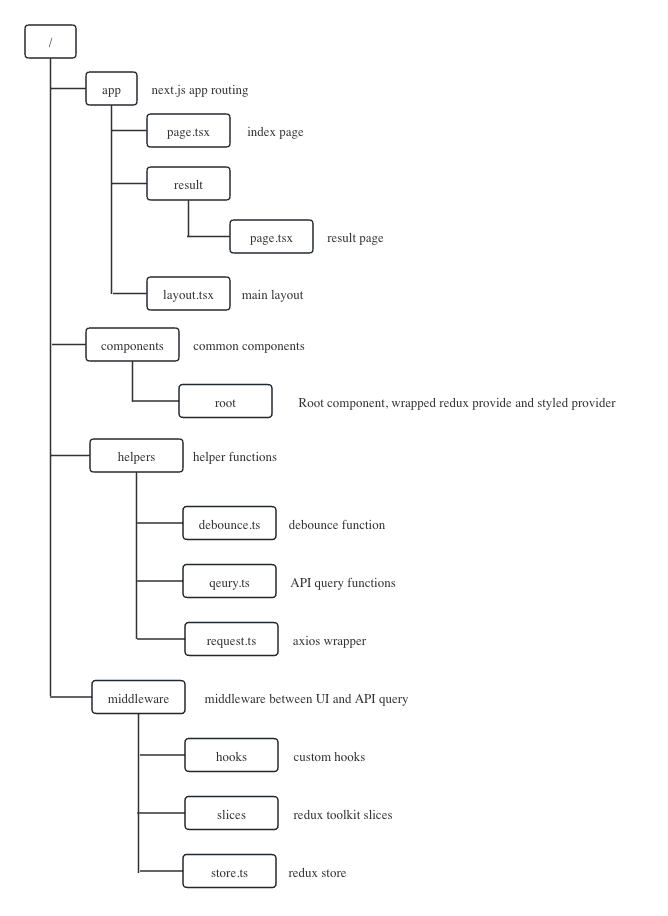 /
app next.js app routing
page.tsx index page
result
page.tsx result page
layout.tsx main layout
components common components
root Root component, wrapped redux provide and styled provider
helpers helper functions
debounce.ts debounce function
qeury.ts API query functions
request.ts axios wrapper
middleware middleware between UI and API query
hooks custom hooks
slices redux toolkit slices
store.ts redux store